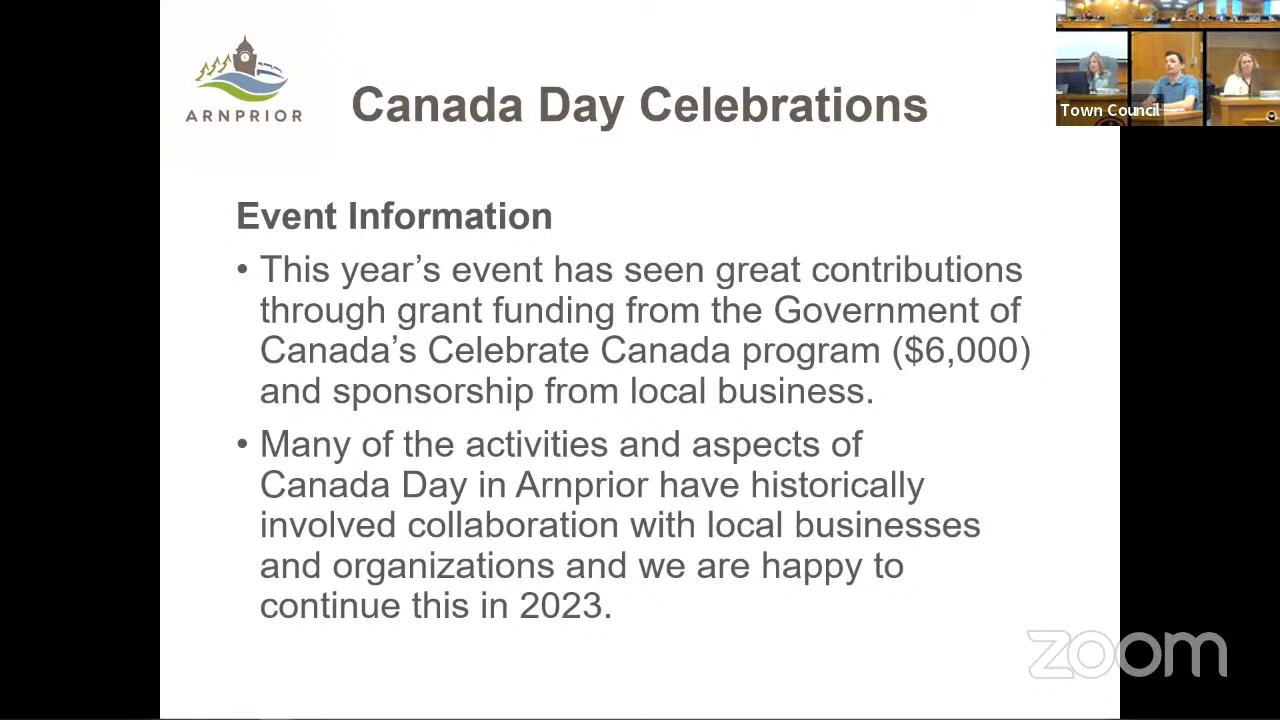 ARNPRIOR
Canada Day Celebrations
Town Council
Event Information
• This year’s event has seen great contributions
through grant funding from the Government of
Canada’s Celebrate Canada program ($6,000)
and sponsorship from local business.
• Many of the activities and aspects of
Canada Day in Arnprior have historically
involved collaboration with local businesses
and organizations and we are happy to
continue this in 2023.
zoom